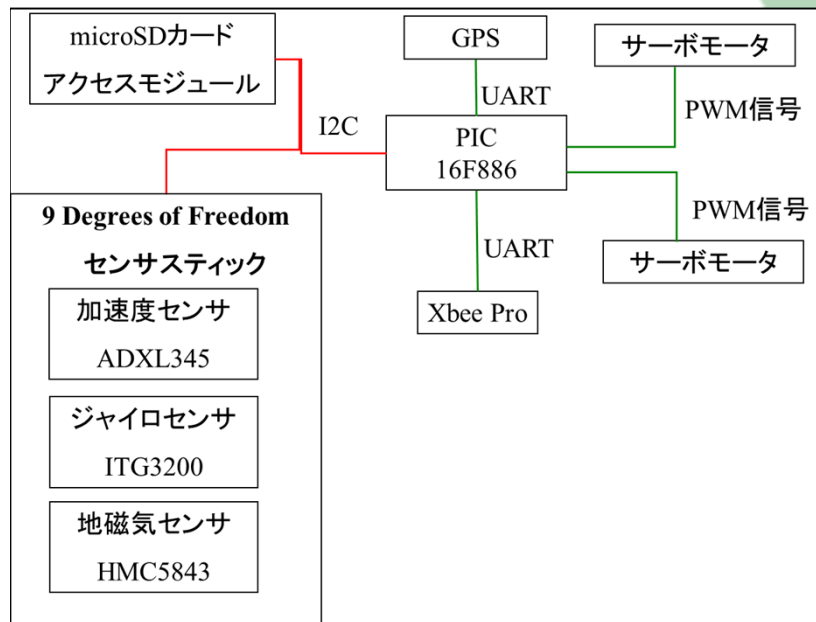 microSDカード
アクセスモジュール
GPS
サーボモータ
UART
PWM信号
I2C
PIC
16F886
9 Degrees of Freedom
センサスティック
PWM信号
UART
サーボモータ
加速度センサ
ADXL345
Xbee Pro
ジャイロセンサ
ITG3200
地磁気センサ
HMC5843